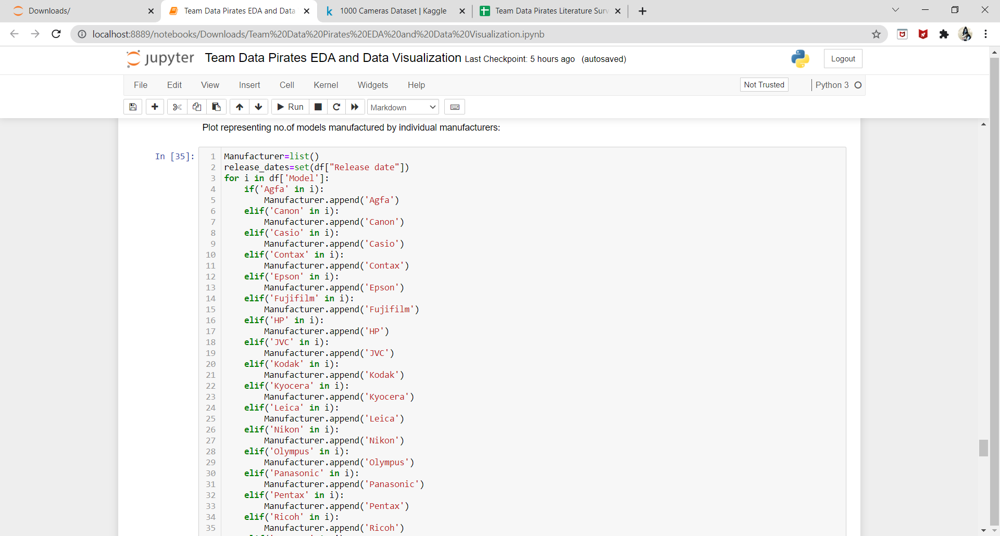 Downloads/
Team Data Pirates EDA and Data
1000 Cameras Dataset | Kaggle
Team Data Pirates Literature Surv
localhost:8889/notebooks/Downloads/Team%20Data%20Pirates%20EDA%20and%20Data%20Visualization.ipynb
jupyter Team Data Pirates EDA and Data Visualization Last Checkpoint: 5 hours ago (autosaved)
Logout
File Edit View Insert Cell Kernel Widgets Help
Not Trusted
Python 3
Run
Markdown
Plot representing no.of models manufactured by individual manufacturers:
In [35]:
1 Manufacturer=list()
2 release_dates=set(df["Release date"])
3 for i in df['Model']:
4     if('Agfa' in i):
5         Manufacturer.append('Agfa')
6     elif('Canon' in i):
7         Manufacturer.append('Canon')
8     elif('Casio' in i):
9         Manufacturer.append('Casio')
10     elif('Contax' in i):
11         Manufacturer.append('Contax')
12     elif('Epson' in i):
13         Manufacturer.append('Epson')
14     elif('Fujifilm' in i):
15         Manufacturer.append('Fujifilm')
16     elif('HP' in i):
17         Manufacturer.append('HP')
18     elif('JVC' in i):
19         Manufacturer.append('JVC')
20     elif('Kodak' in i):
21         Manufacturer.append('Kodak')
22     elif('Kyocera' in i):
23         Manufacturer.append('Kyocera')
24     elif('Leica' in i):
25         Manufacturer.append('Leica')
26     elif('Nikon' in i):
27         Manufacturer.append('Nikon')
28     elif('Olympus' in i):
29         Manufacturer.append('Olympus')
30     elif('Panasonic' in i):
31         Manufacturer.append('Panasonic')
32     elif('Pentax' in i):
33         Manufacturer.append('Pentax')
34     elif('Ricoh' in i):
35         Manufacturer.append('Ricoh')